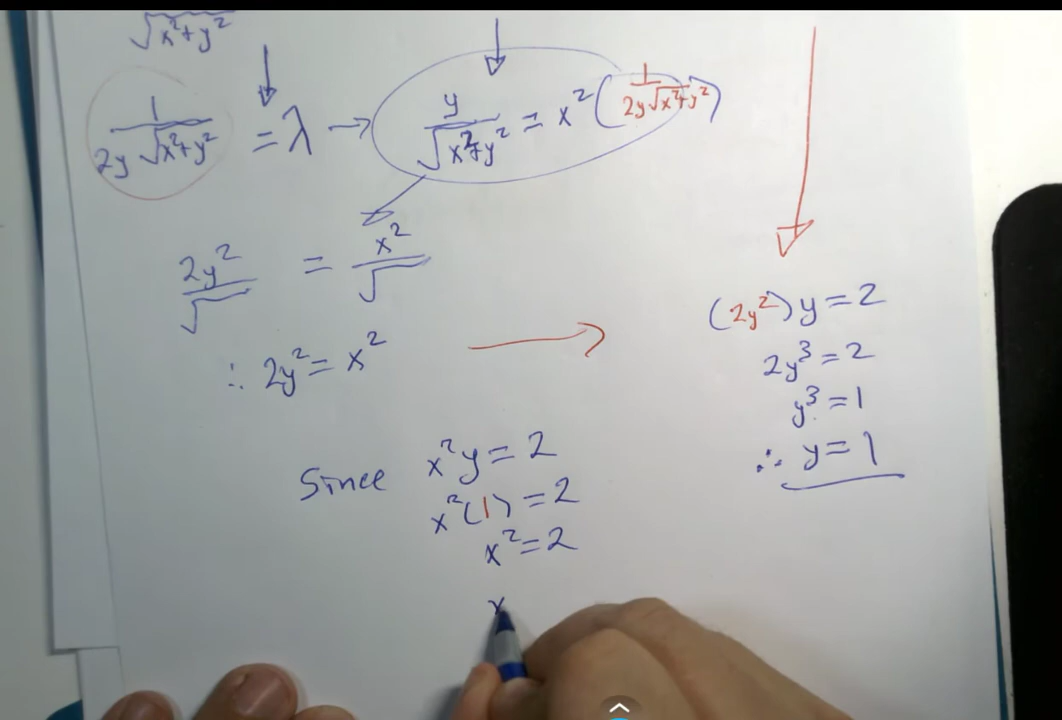 √x²+y²
1/(2y √x²+y²) = λ → y/√x²+y² = x² (1/(2y√x²+y²))
2y²/√ = x²/√
∴ 2y² = x²
(2y²)y = 2
2y³ = 2
y³ = 1
∴ y = 1
Since x²y = 2
x²(1) = 2
x² = 2
x